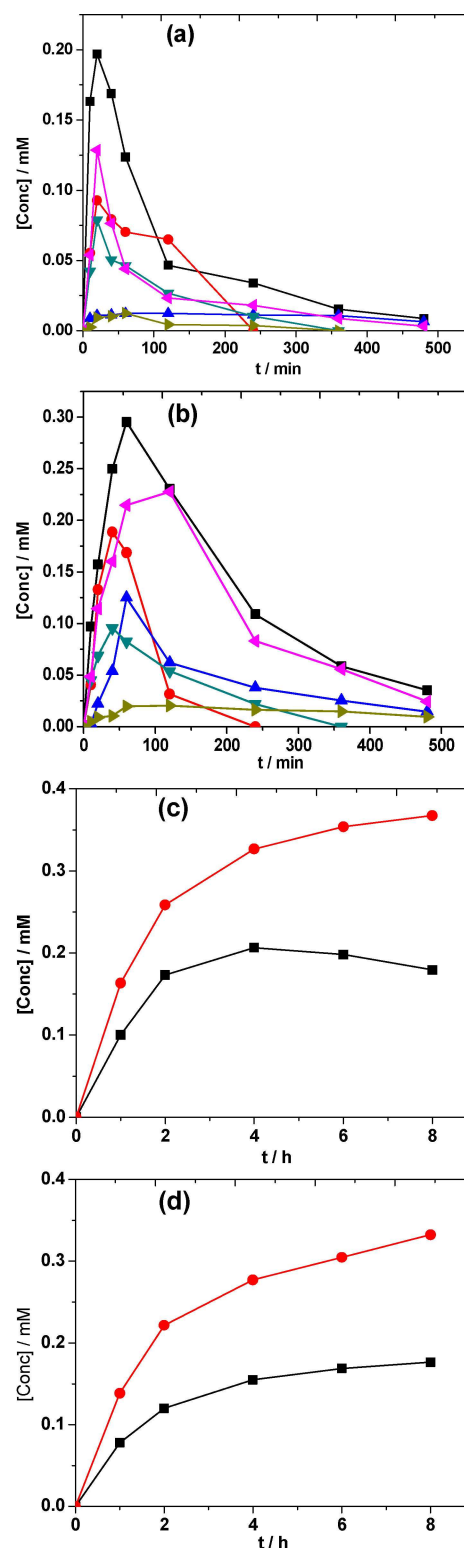 (a)
[Conc] / mM
0.20
0.15
0.10
0.05
0.00
0 100 200 300 400 500
t / min
(b)
[Conc] / mM
0.30
0.25
0.20
0.15
0.10
0.05
0.00
0 100 200 300 400 500
t / min
(c)
[Conc] / mM
0.4
0.3
0.2
0.1
0.0
0 2 4 6 8
t / h
(d)
[Conc] / mM
0.4
0.3
0.2
0.1
0.0
0 2 4 6 8
t / h